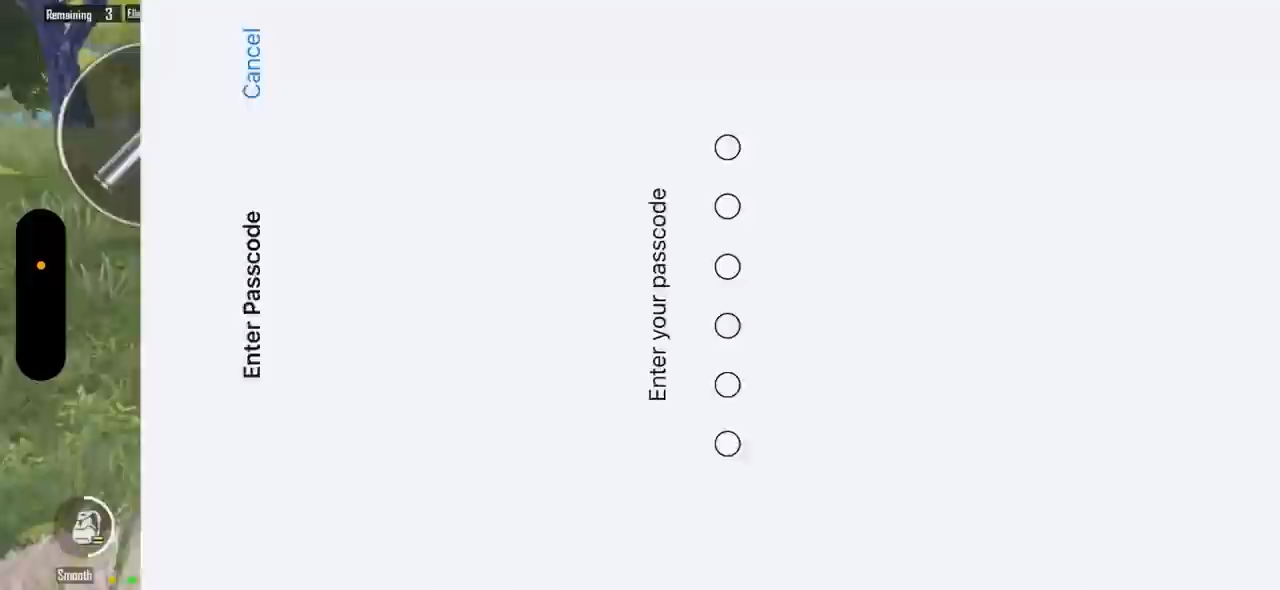 Remaining 3
Cancel
Enter Passcode
Enter your passcode
Smooth